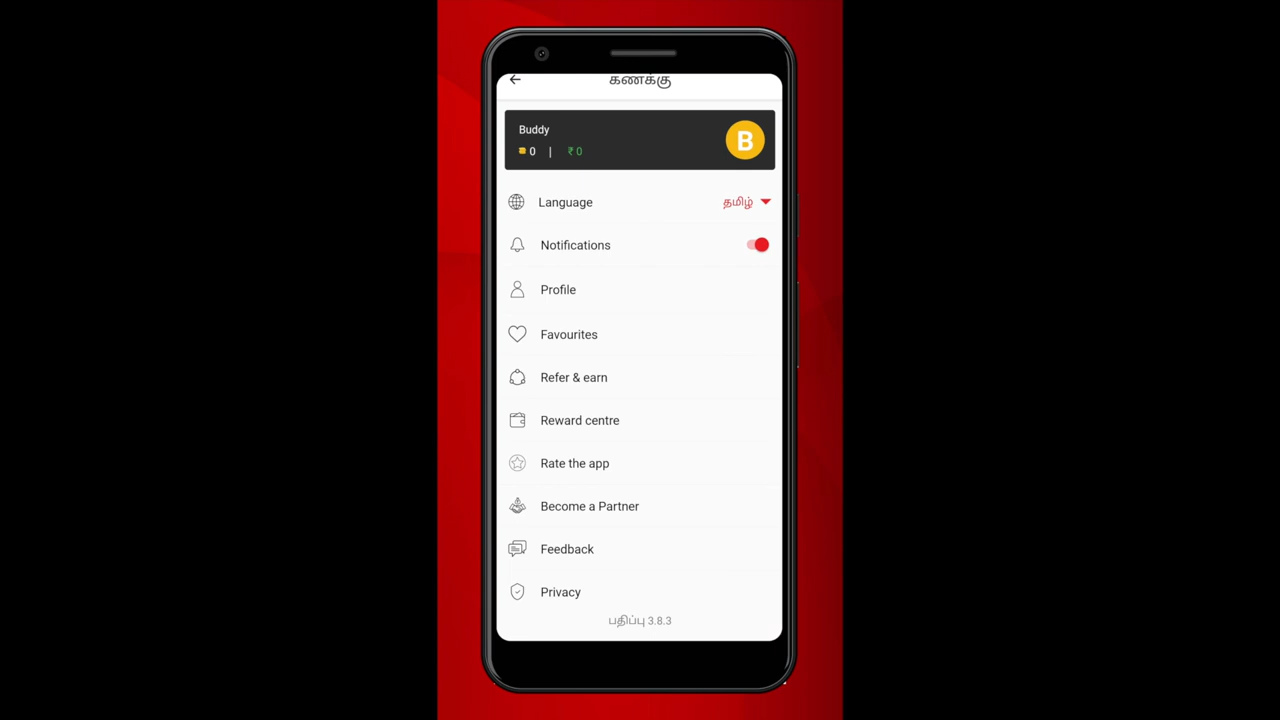 கணக்கு
Buddy
B
0 | ₹ 0
Language தமிழ்
Notifications
Profile
Favourites
Refer & earn
Reward centre
Rate the app
Become a Partner
Feedback
Privacy
பதிப்பு 3.8.3